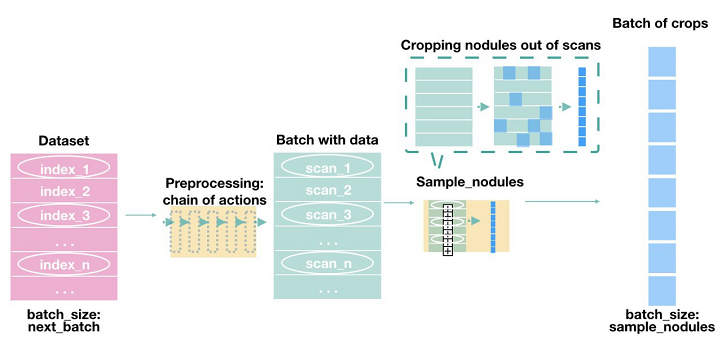 Batch of crops
Cropping nodules out of scans
Dataset
index_1
index_2
index_3
...
index_n
...
batch_size:
next_batch
Preprocessing:
chain of actions
Batch with data
scan_1
scan_2
scan_3
...
scan_n
...
Sample_nodules
batch_size:
sample_nodules